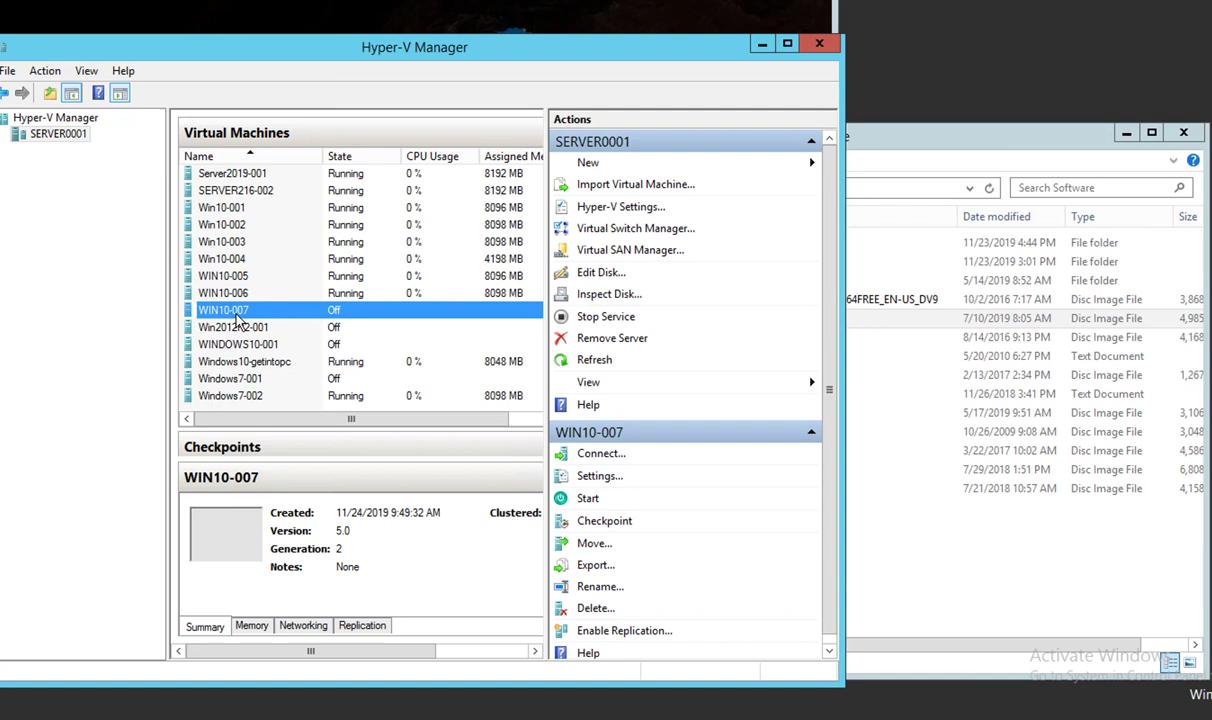 Hyper-V Manager
File Action View Help
Hyper-V Manager
SERVER0001
Virtual Machines
Name State CPU Usage Assigned Me
Server2019-001 Running 0 % 8192 MB
SERVER216-002 Running 0 % 8192 MB
Win10-001 Running 0 % 8096 MB
Win10-002 Running 0 % 8098 MB
Win10-003 Running 0 % 8098 MB
Win10-004 Running 0 % 4198 MB
WIN10-005 Running 0 % 8096 MB
WIN10-006 Running 0 % 8098 MB
WIN10-007 Off
Off
WINDOWS10-001 Off
Windows10-getintopc Running 0 % 8048 MB
Windows7-001 Off
Windows7-002 Running 0 % 8098 MB
Checkpoints
WIN10-007
Created: 11/24/2019 9:49:32 AM Clustered:
Version: 5.0
Generation: 2
Notes: None
Summary Memory Networking Replication
Actions
SERVER0001
New
Import Virtual Machine...
Hyper-V Settings...
Virtual Switch Manager...
Virtual SAN Manager...
Edit Disk...
Inspect Disk...
Stop Service
Remove Server
Refresh
View
Help
WIN10-007
Connect...
Settings...
Start
Checkpoint
Move...
Export...
Rename...
Delete...
Enable Replication...
Help
Search Software
Date modified Type Size
11/23/2019 4:44 PM File folder
11/23/2019 3:01 PM File folder
5/14/2019 8:52 AM File folder
64FREE_EN-US_DV9 10/2/2016 7:17 AM Disc Image File 3,868
7/10/2019 8:05 AM Disc Image File 4,985
8/14/2016 9:13 PM Disc Image File 4,168
5/20/2010 6:27 PM Text Document
2/13/2017 2:34 PM Disc Image File 1,267
11/26/2018 3:41 PM Text Document
5/17/2019 9:51 AM Disc Image File 3,106
10/26/2009 9:08 AM Disc Image File 3,048
3/22/2017 10:02 AM Disc Image File 4,586
7/29/2018 1:51 PM Disc Image File 6,808
7/21/2018 10:57 AM Disc Image File 4,158
Activate Windows
Go to System in Control Panel
Win